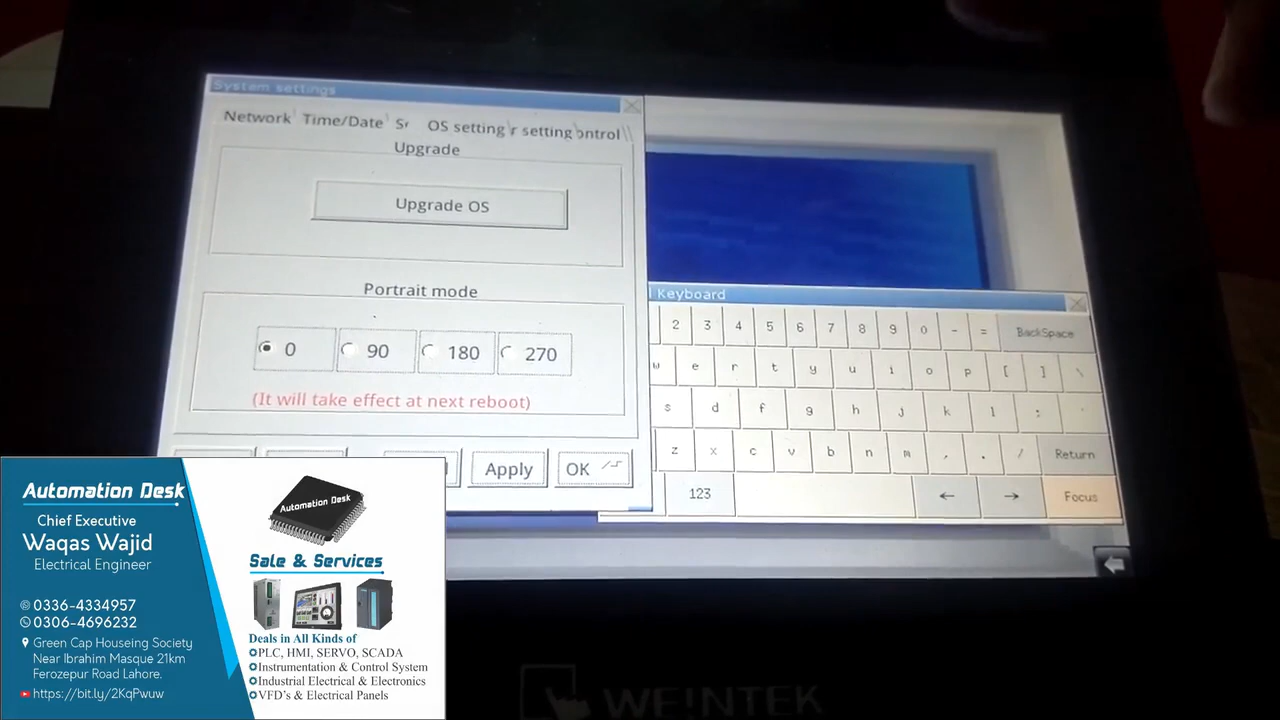 System settings
Network Time/Date OS setting r setting ontrol
Upgrade
Upgrade OS
Portrait mode
0 90 180 270
(It will take effect at next reboot)
Apply OK
Keyboard
2 3 4 5 6 7 8 9 0 - = BackSpace
w e r t y u i o p [ ] \
s d f g h j k l ; '
z x c v b n m , . / Return
123 ← → Focus
WEINTEK
Automation Desk
Chief Executive
Waqas Wajid
Electrical Engineer
0336-4334957
0306-4696232
Green Cap Houseing Society
Near Ibrahim Masque 21km
Ferozepur Road Lahore.
https://bit.ly/2KqPwuw
Automation Desk
Sale & Services
Deals in All Kinds of
PLC, HMI, SERVO, SCADA
Instrumentation & Control System
Industrial Electrical & Electronics
VFD's & Electrical Panels